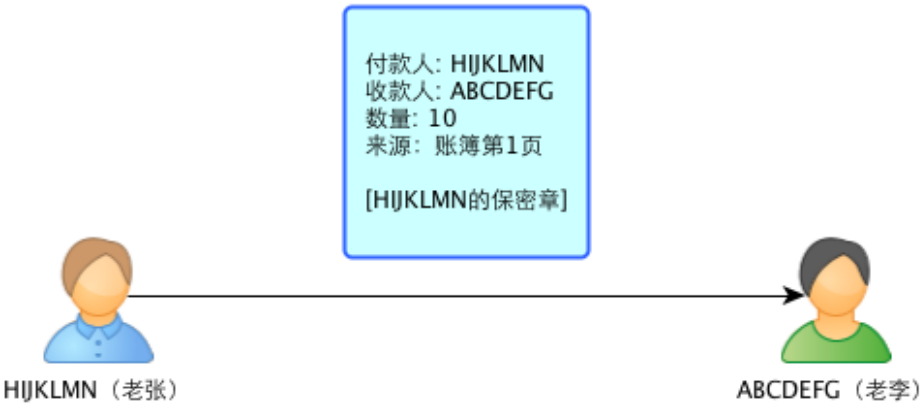 付款人: HIJKLMN
收款人: ABCDEFG
数量: 10
来源：账簿第1页
[HIJKLMN的保密章]
HIJKLMN（老张）
ABCDEFG（老李）